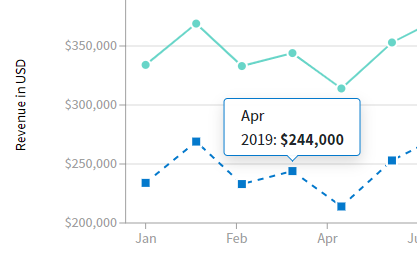 Revenue in USD
$350,000
$300,000
$250,000
$200,000
Apr
2019: $244,000
Jan
Feb
Apr